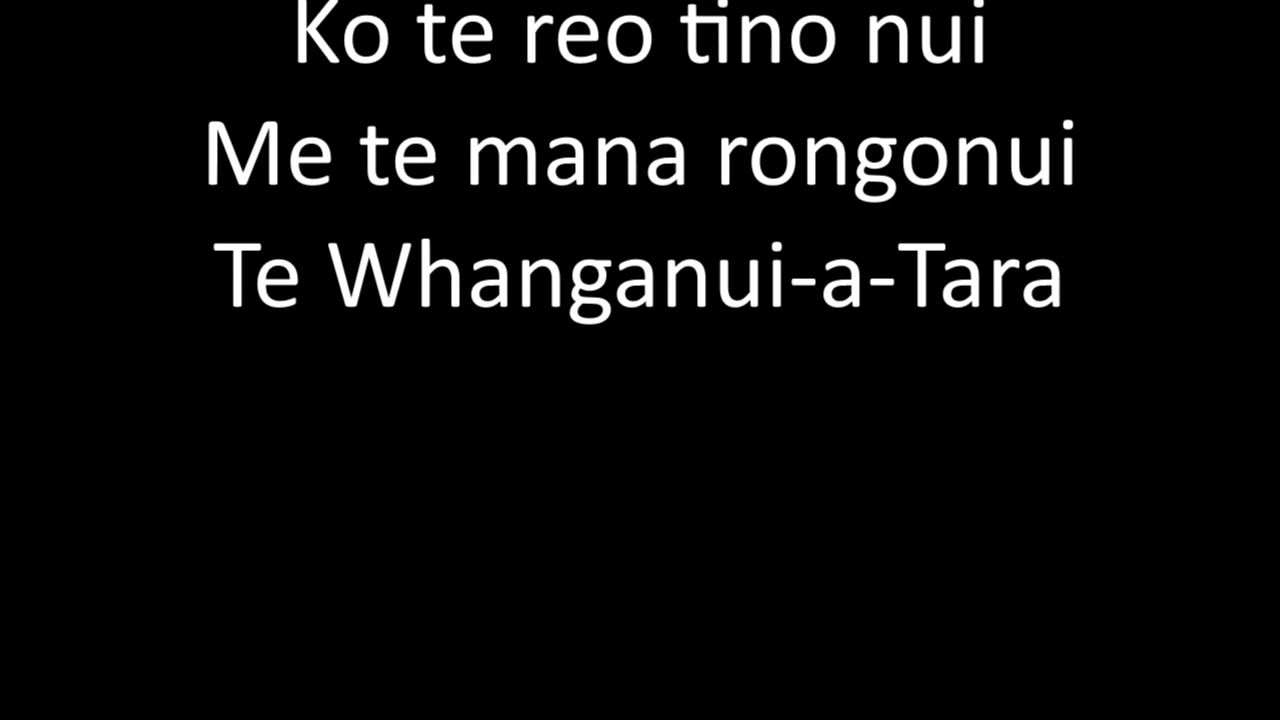 Ko te reo tino nui
Me te mana rongonui
Te Whanganui-a-Tara